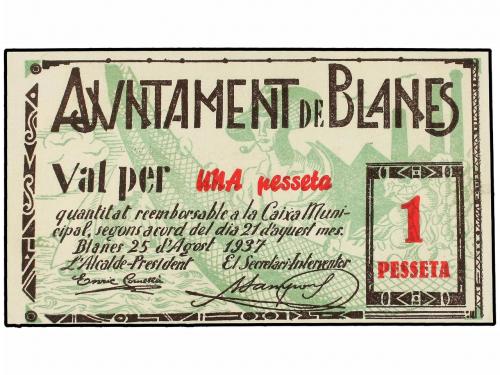 AJUNTAMENT DE BLANES
Val per UNA pesseta
quantitat reemborsable a la Caixa Muni-
cipal, segons acord del dia 21 d'aquest mes.
Blanes 25 d'Agost 1937
L'Alcalde-President El Secretari-Interventor
1
PESSETA